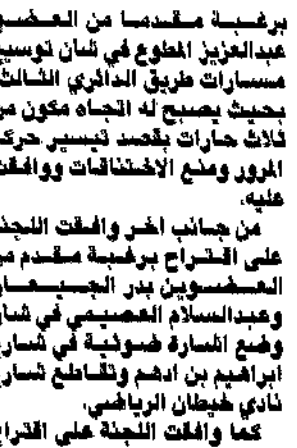 برغبة مقدما من العضو
عبدالعزيز المطوع في شان توسيع
مسارات طريق الدائري الثالث
بحيث يصبح له اتجاه مكون من
ثلاث حارات بقصد تيسير حركة
المرور ومنع الاختناقات ووافقت
عليه.
من جانب اخر وافقت اللجنة
على اقتراح برغبة مقدم من
العضوين بدر الجيعان
وعبدالسلام العصيمي في شان
وضع اشارة ضوئية في شارع
ابراهيم بن ادهم وتقاطع شارع
نادي خيطان الرياضي.
كما وافقت اللجنة على اقتراح